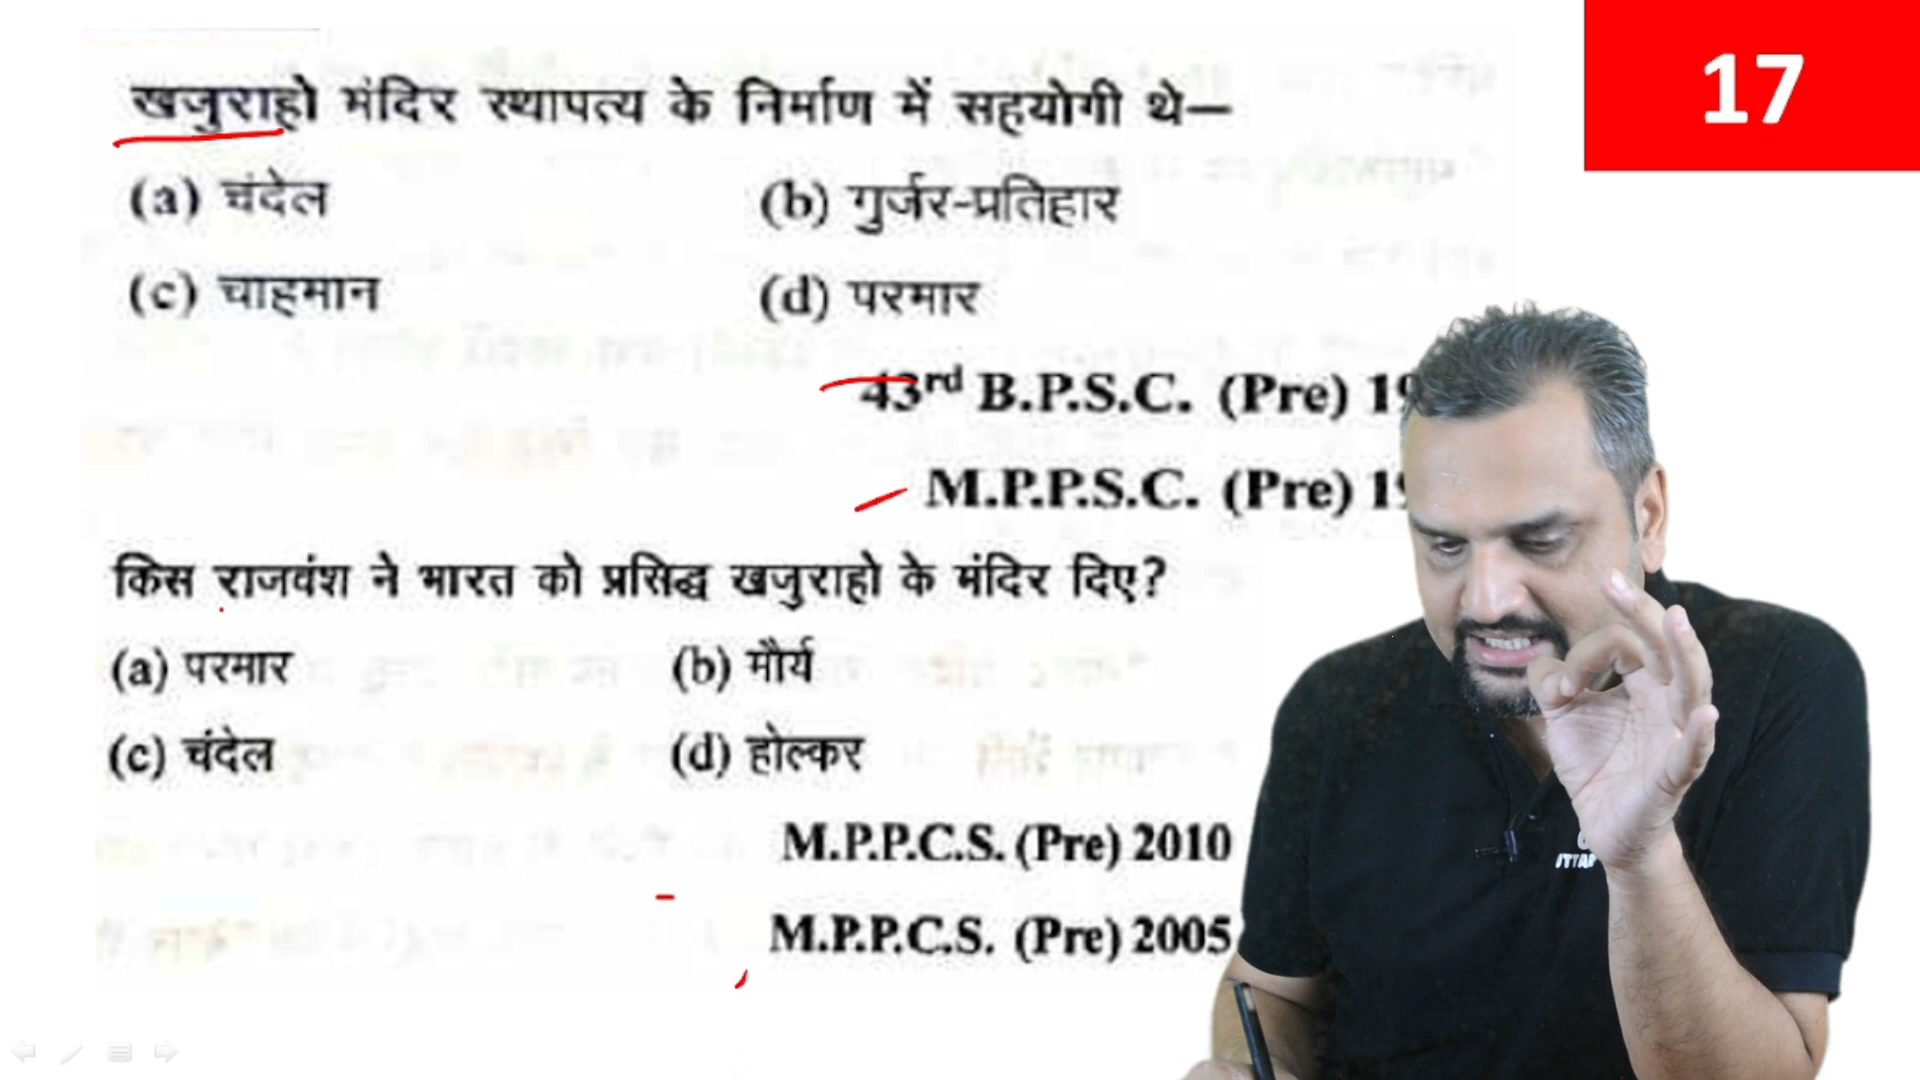 17
खजुराहो मंदिर स्थापत्य के निर्माण में सहयोगी थे—
(a) चंदेल (b) गुर्जर-प्रतिहार
(c) चाहमान (d) परमार
43rd B.P.S.C. (Pre)
M.P.P.S.C. (Pre)
किस राजवंश ने भारत को प्रसिद्ध खजुराहो के मंदिर दिए?
(a) परमार (b) मौर्य
(c) चंदेल (d) होल्कर
M.P.P.C.S. (Pre) 2010
M.P.P.C.S. (Pre) 2005